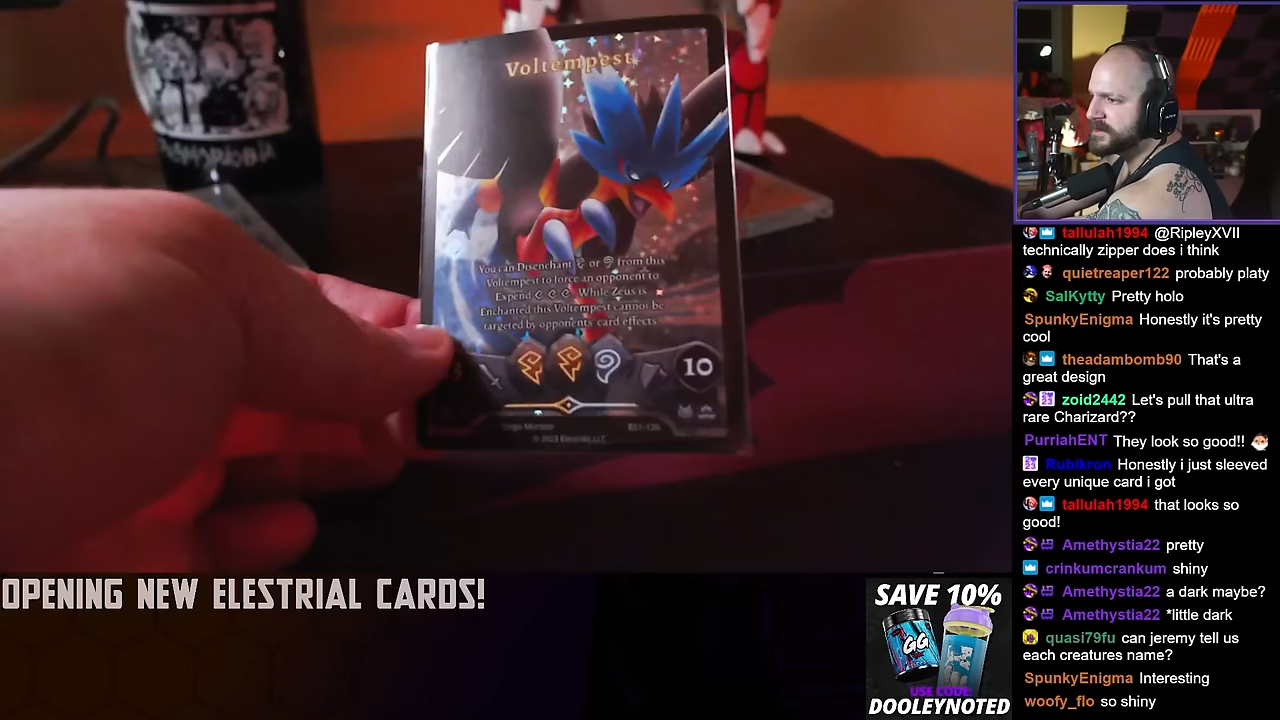 Voltempest
You can Disenchant or from this
Voltempest to force an opponent to
Expend While Zeus is
Enchanted this Voltempest cannot be
targeted by opponents card effects
10
© 2023 Elestrals LLC
OPENING NEW ELESTRIAL CARDS!
SAVE 10%
GG
USE CODE:
DOOLEYNOTED
tallulah1994 @RipleyXVII
technically zipper does i think
quietreaper122 probably platy
SalKytty Pretty holo
SpunkyEnigma Honestly it's pretty
cool
theadambomb90 That's a
great design
zoid2442 Let's pull that ultra
rare Charizard??
PurriahENT They look so good!!
Rubikron Honestly i just sleeved
every unique card i got
tallulah1994 that looks so
good!
Amethystia22 pretty
crinkumcrankum shiny
Amethystia22 a dark maybe?
Amethystia22 *little dark
quasi79fu can jeremy tell us
each creatures name?
SpunkyEnigma Interesting
woofy_flo so shiny